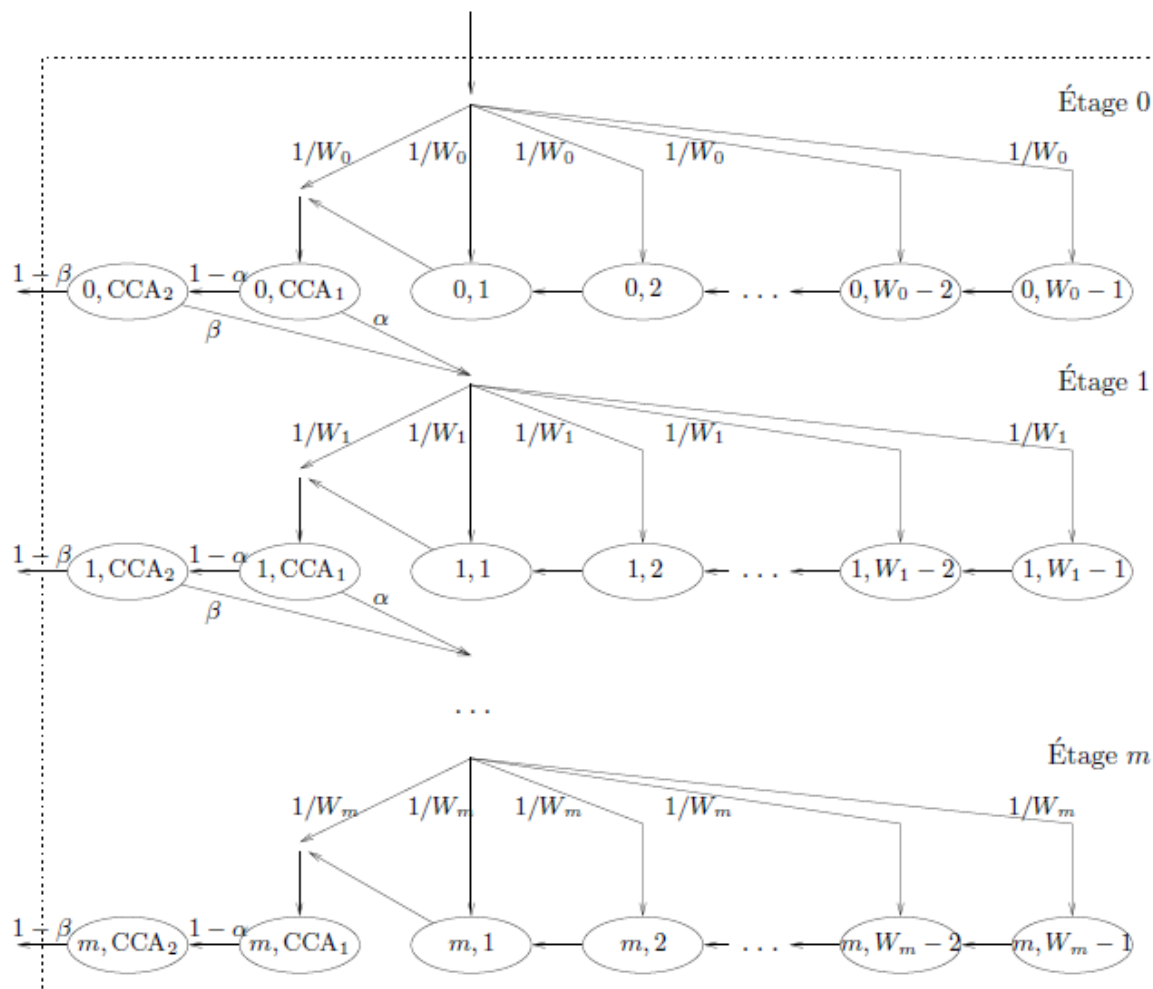 Étage 0
1/W₀ 1/W₀ 1/W₀ 1/W₀ 1/W₀
1 − β 0, CCA₂ 1 − α 0, CCA₁ 0, 1 0, 2 ... 0, W₀ − 2 0, W₀ − 1
β α
Étage 1
1/W₁ 1/W₁ 1/W₁ 1/W₁ 1/W₁
1 − β 1, CCA₂ 1 − α 1, CCA₁ 1, 1 1, 2 ... 1, W₁ − 2 1, W₁ − 1
β α
...
Étage m
1/Wₘ 1/Wₘ 1/Wₘ 1/Wₘ 1/Wₘ
1 − β m, CCA₂ 1 − α m, CCA₁ m, 1 m, 2 ... m, Wₘ − 2 m, Wₘ − 1